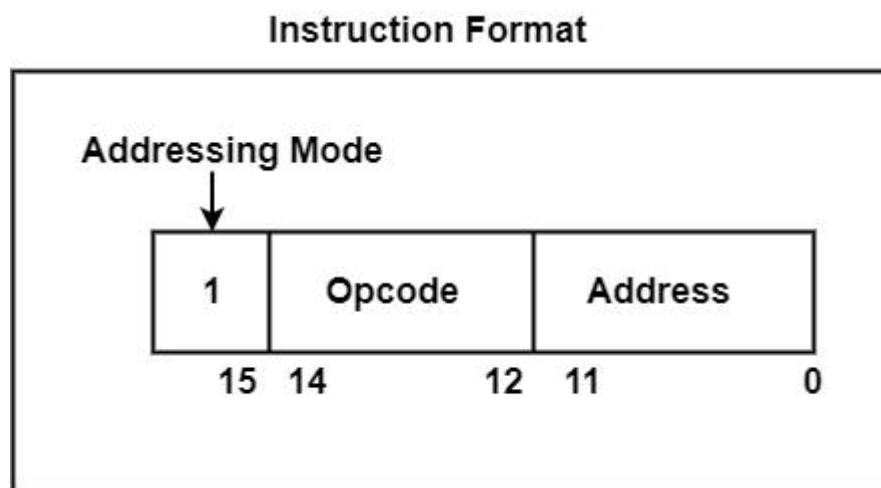 Instruction Format
Addressing Mode
1 Opcode Address
15 14 12 11 0